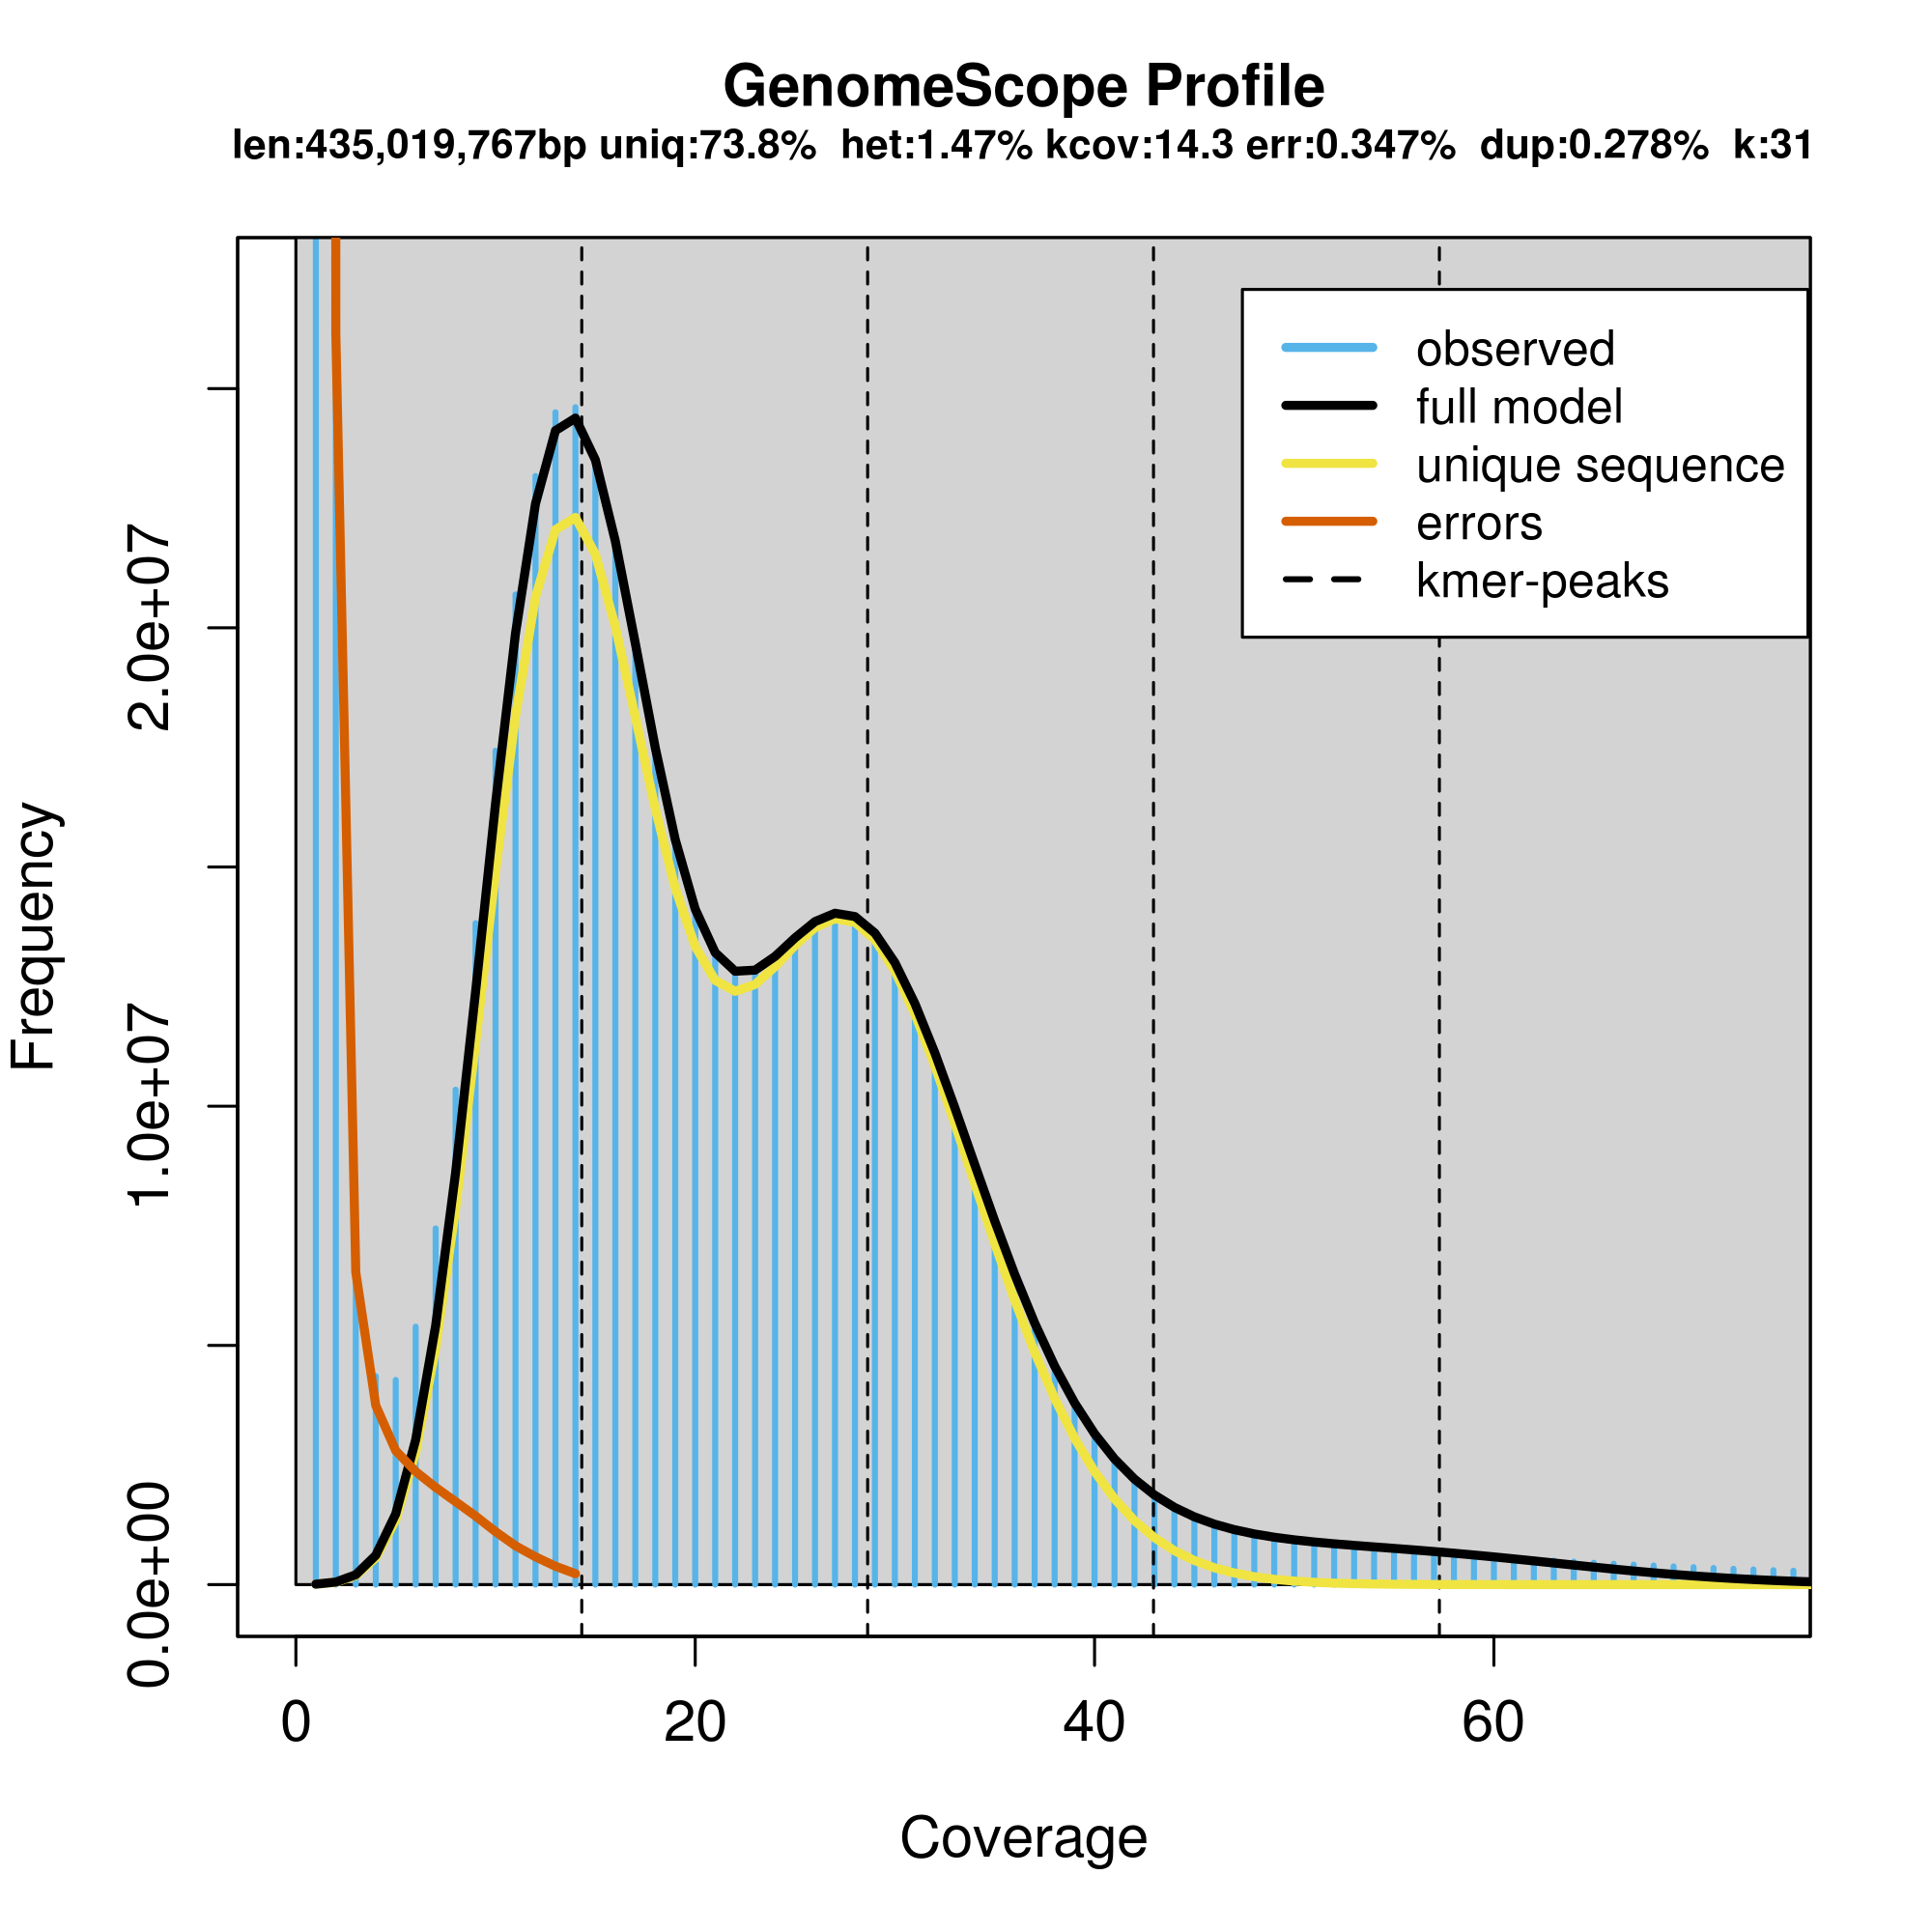 GenomeScope Profile
len:435,019,767bp uniq:73.8% het:1.47% kcov:14.3 err:0.347% dup:0.278% k:31
observed
full model
unique sequence
errors
kmer-peaks
Frequency
0.0e+00
1.0e+07
2.0e+07
0
20
40
60
Coverage